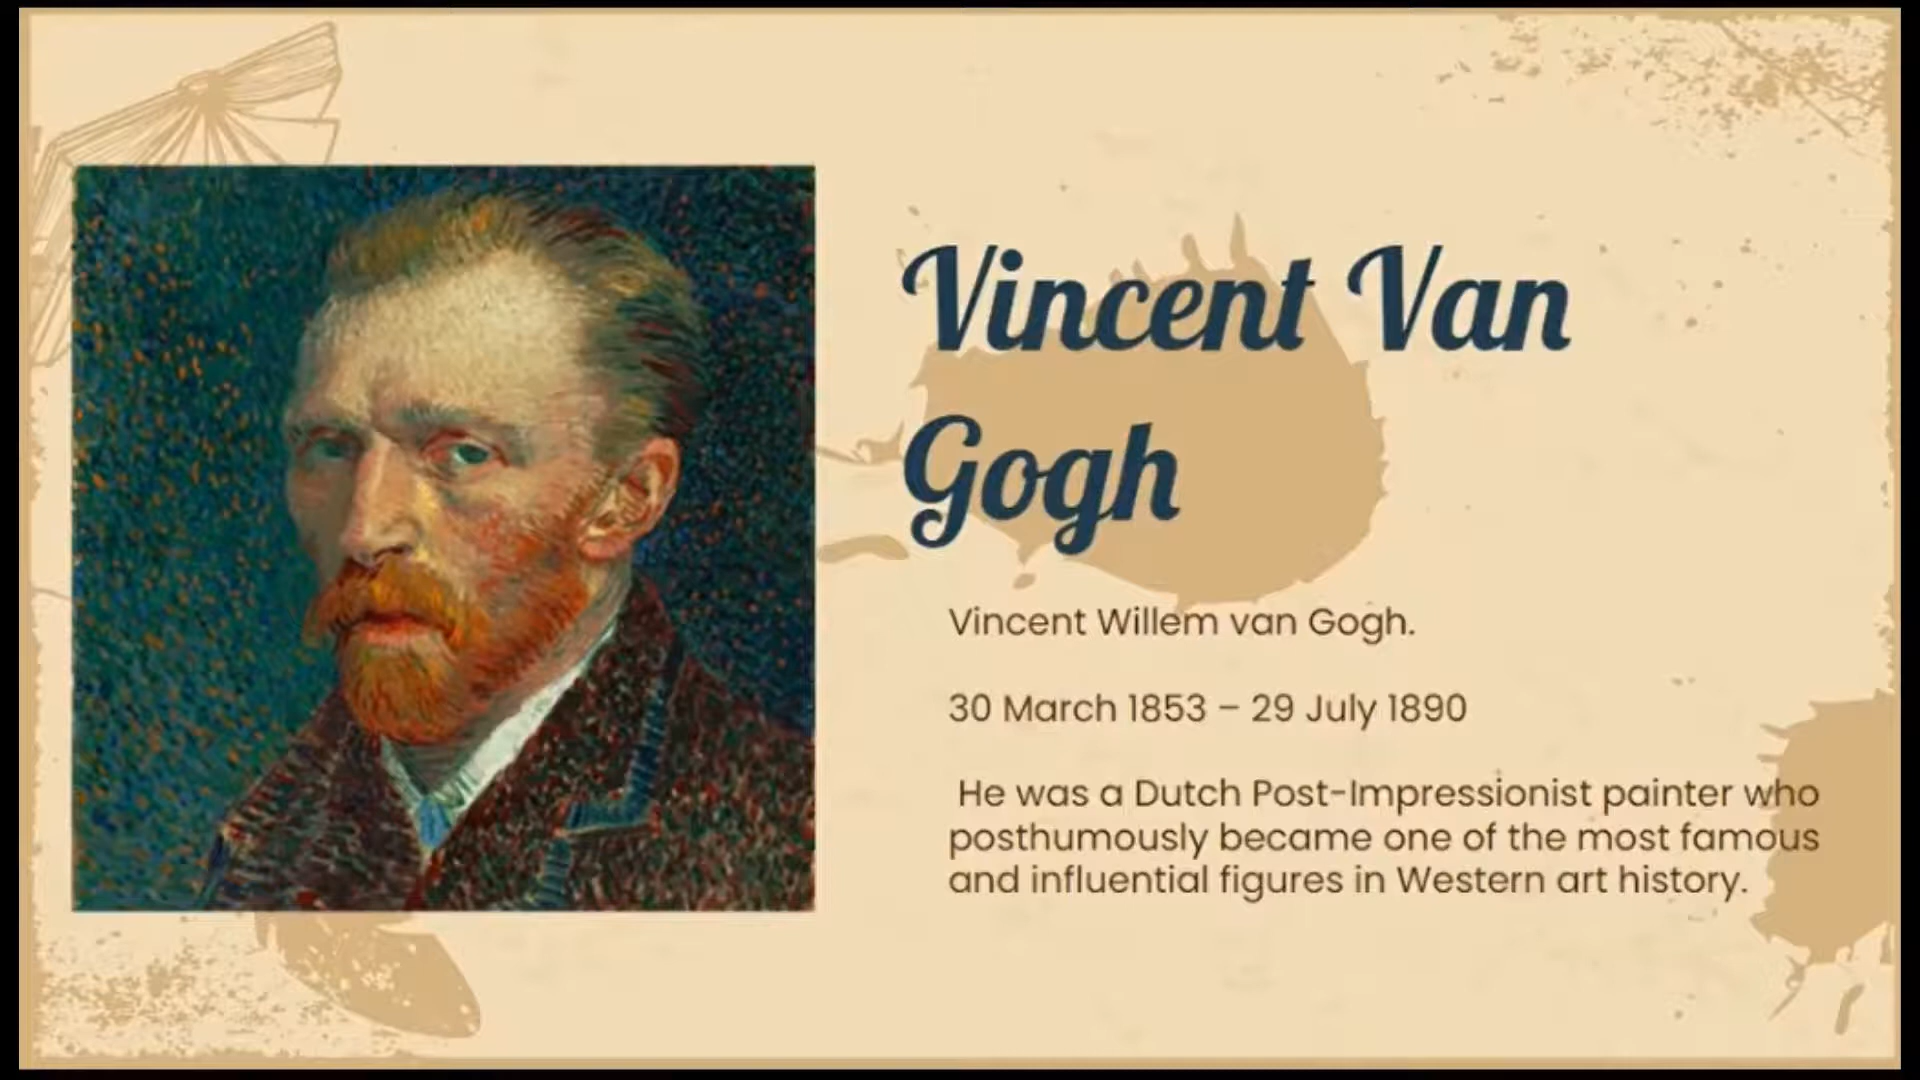 Vincent Van
Gogh
Vincent Willem van Gogh.
30 March 1853 – 29 July 1890
He was a Dutch Post-Impressionist painter who
posthumously became one of the most famous
and influential figures in Western art history.